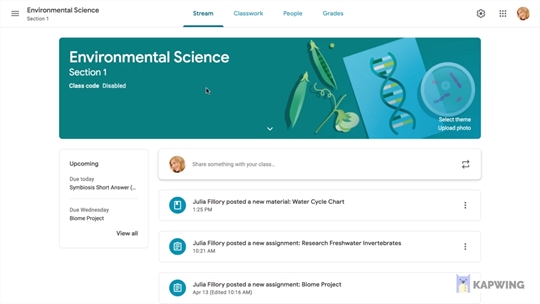 Environmental Science
Section 1
Stream
Classwork
People
Grades
Environmental Science
Section 1
Class code Disabled
Select theme
Upload photo
Upcoming
Due today
Symbiosis Short Answer (...
Due Wednesday
Biome Project
View all
Share something with your class...
Julia Fillory posted a new material: Water Cycle Chart
1:25 PM
Julia Fillory posted a new assignment: Research Freshwater Invertebrates
10:21 AM
Julia Fillory posted a new assignment: Biome Project
Apr 13 (Edited 10:16 AM)
KAPWING